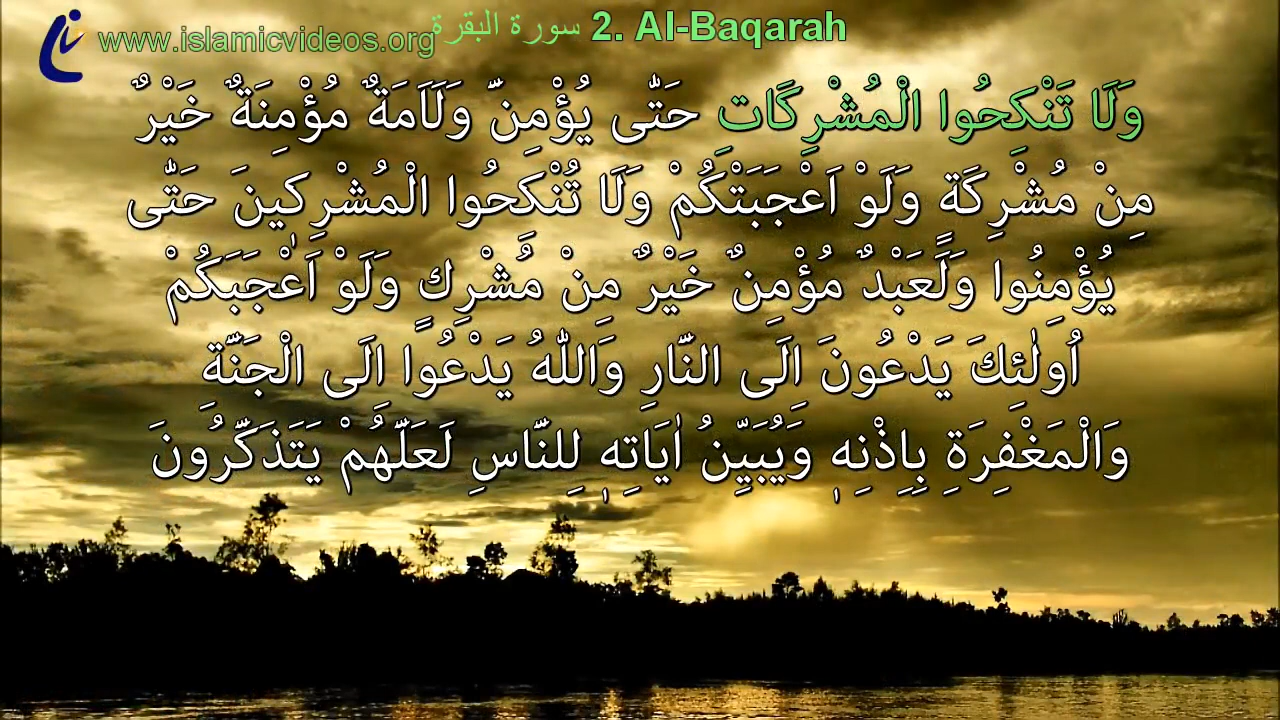 www.islamicvideos.org سورة البقرة 2. Al-Baqarah
وَلَا تَنْكِحُوا الْمُشْرِكَاتِ حَتّٰى يُؤْمِنَّ وَلَاَمَةٌ مُؤْمِنَةٌ خَيْرٌ
مِنْ مُشْرِكَةٍ وَلَوْ اَعْجَبَتْكُمْ وَلَا تُنْكِحُوا الْمُشْرِكٖينَ حَتّٰى
يُؤْمِنُوا وَلَعَبْدٌ مُؤْمِنٌ خَيْرٌ مِنْ مُشْرِكٍ وَلَوْ اَعْجَبَكُمْ
اُولٰئِكَ يَدْعُونَ اِلَى النَّارِ وَاللّٰهُ يَدْعُوا اِلَى الْجَنَّةِ
وَالْمَغْفِرَةِ بِاِذْنِهٖ وَيُبَيِّنُ اٰيَاتِهٖ لِلنَّاسِ لَعَلَّهُمْ يَتَذَكَّرُونَ